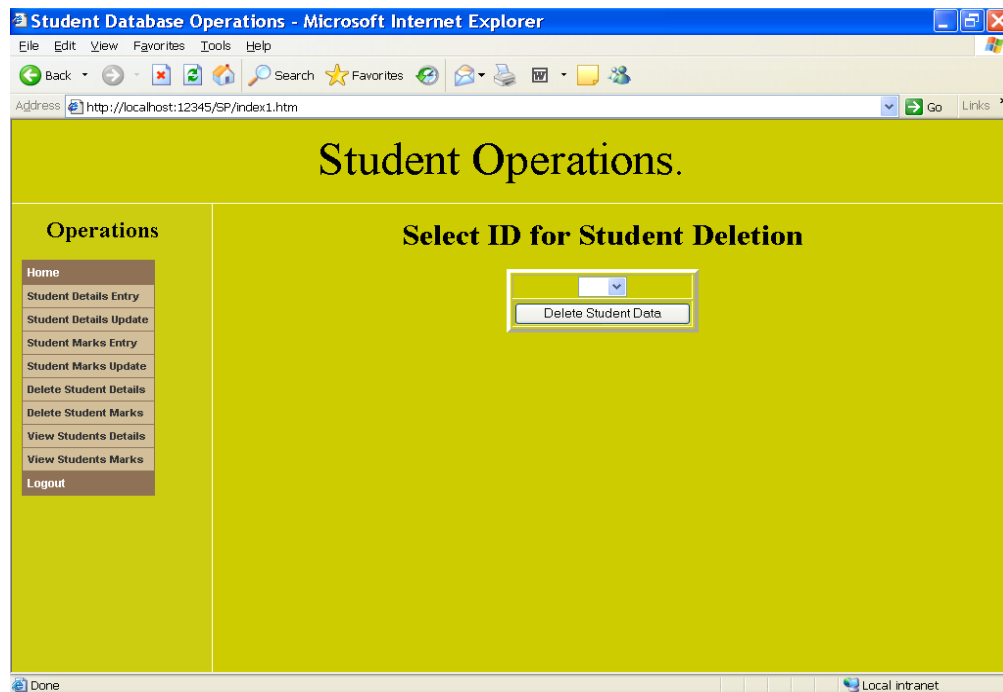 Student Database Operations - Microsoft Internet Explorer
File Edit View Favorites Tools Help
Back Search Favorites
Address http://localhost:12345/SP/index1.htm Go Links
Student Operations.
Operations
Home
Student Details Entry
Student Details Update
Student Marks Entry
Student Marks Update
Delete Student Details
Delete Student Marks
View Students Details
View Students Marks
Logout
Select ID for Student Deletion
Delete Student Data
Done Local intranet